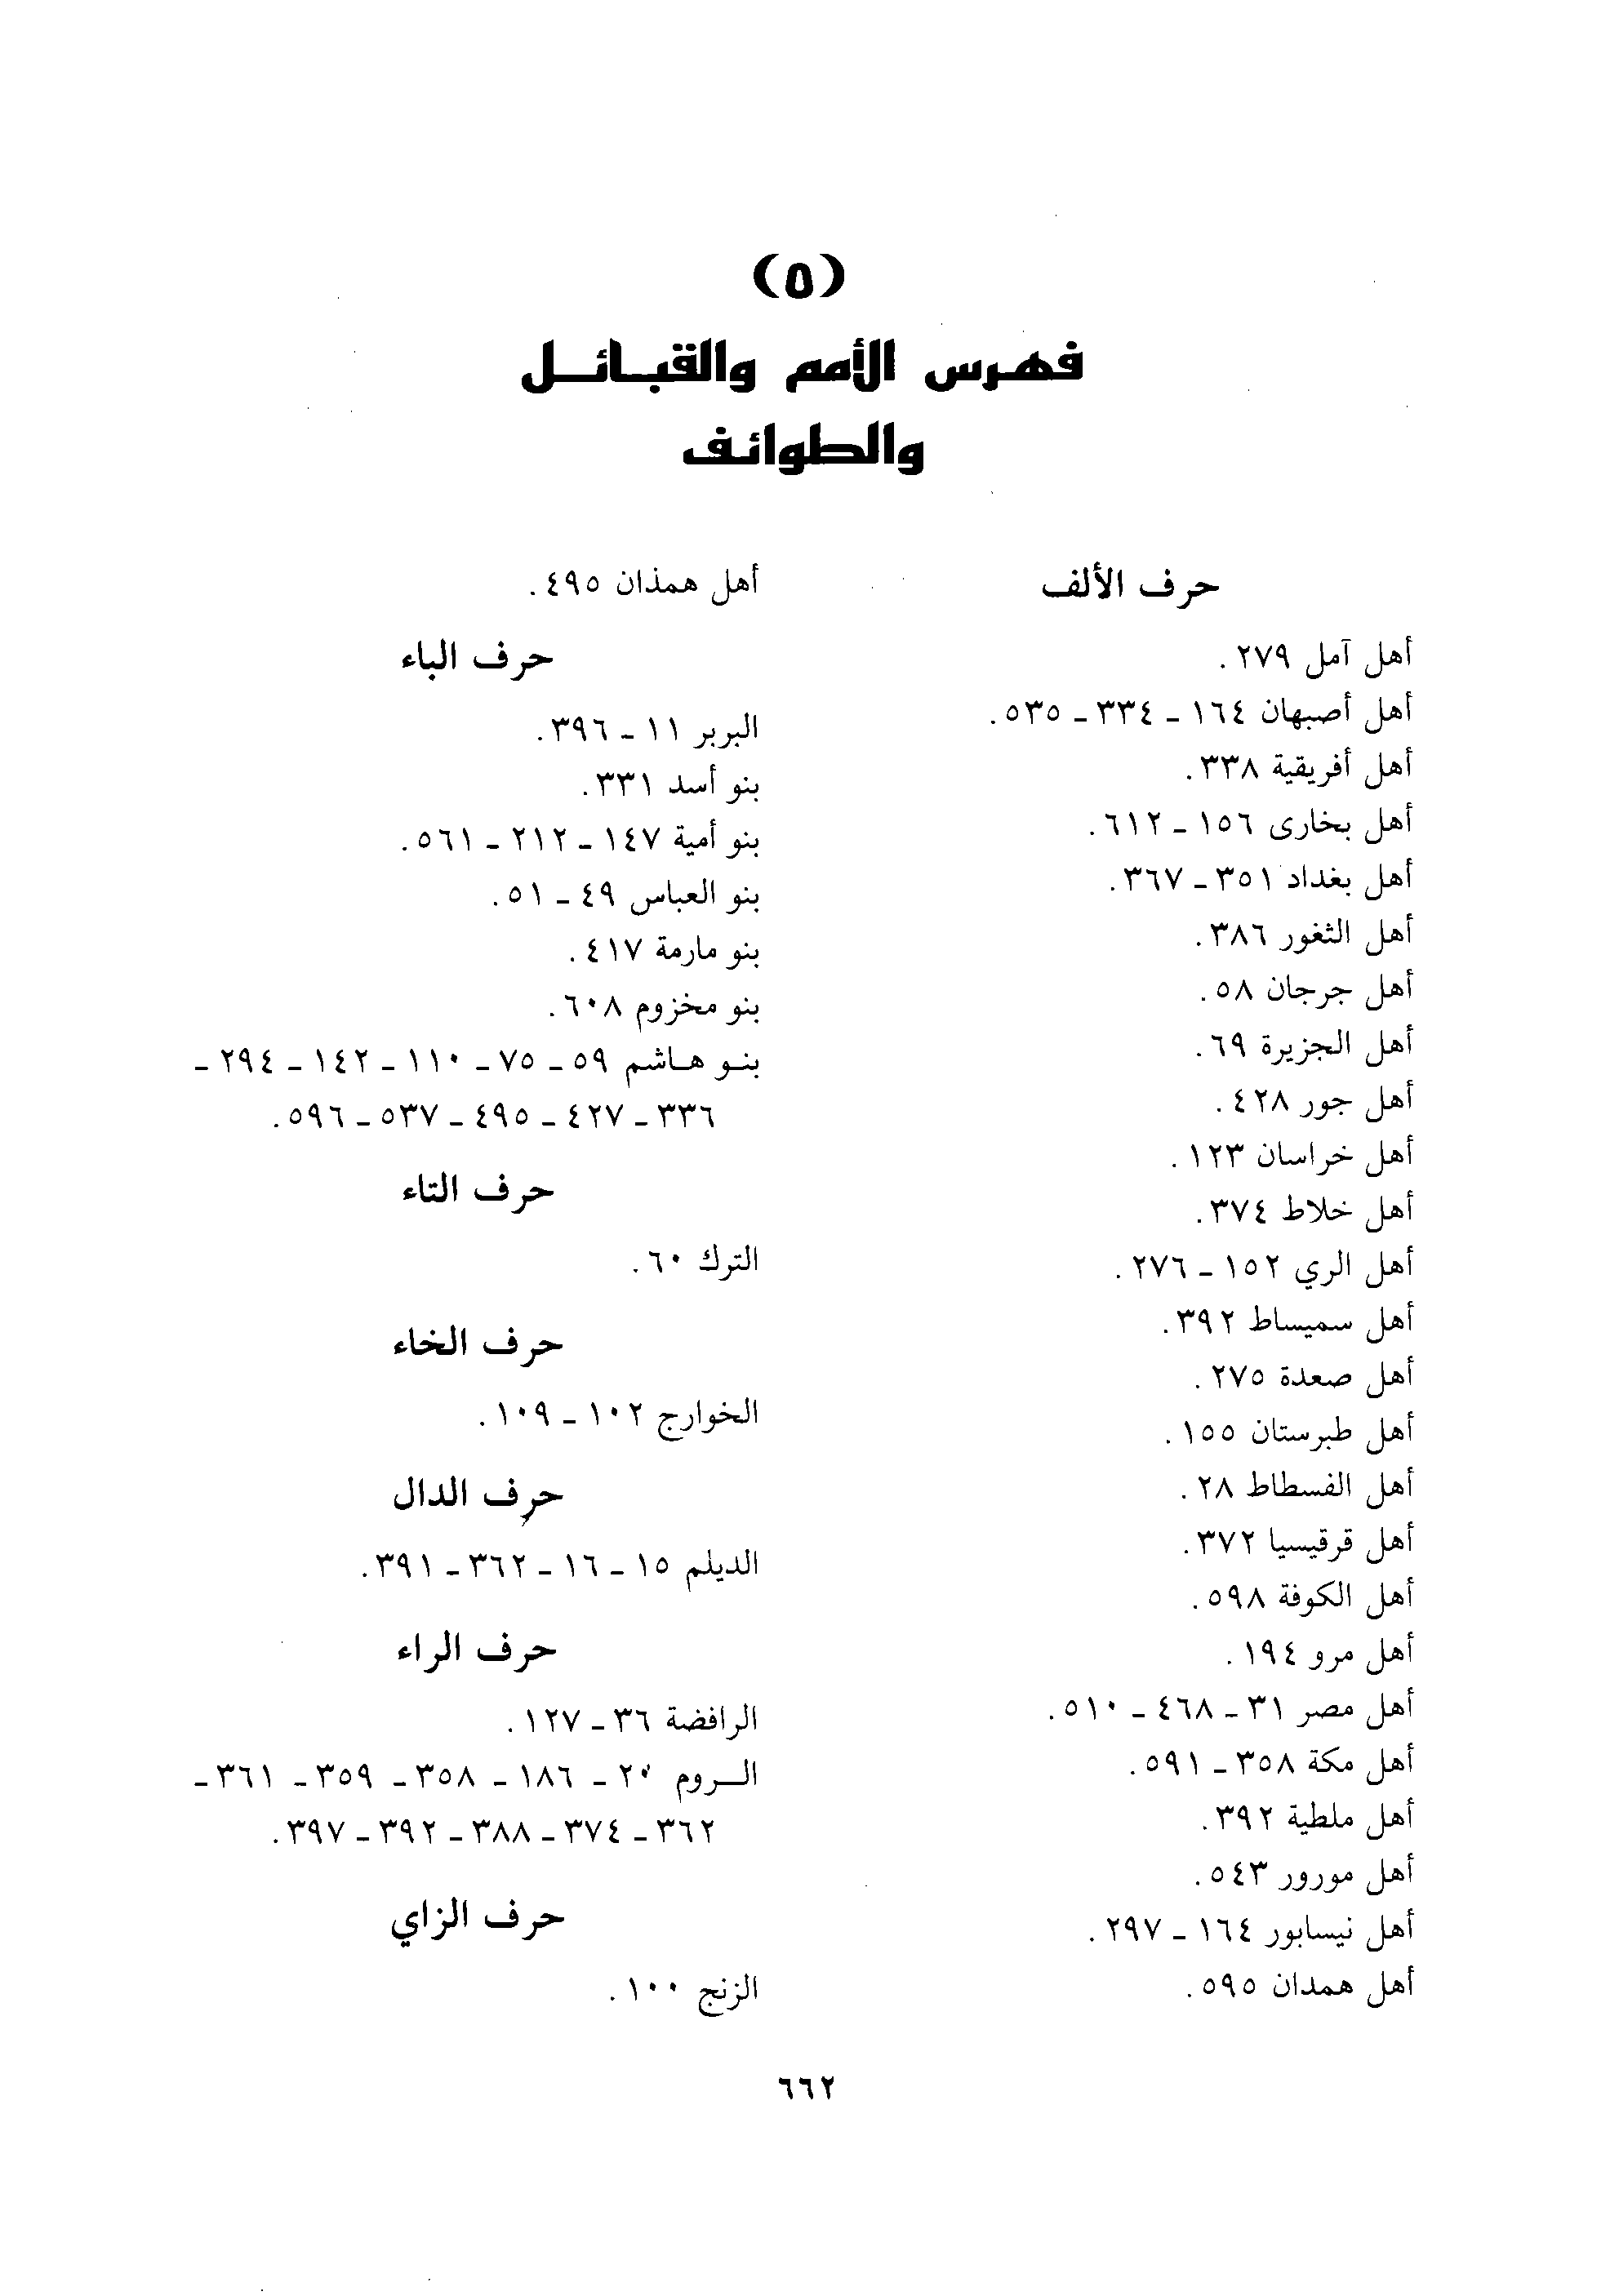 (٥)
فهرس الأمم والقبائل
والطوائف
حرف الألف
أهل آمل ٢٧٩.
أهل أصبهان ١٦٤ - ٣٣٤ - ٥٣٥.
أهل أفريقية ٣٣٨.
أهل بخارى ١٥٦ - ٦١٢.
أهل بغداد ٣٥١ - ٣٦٧.
أهل الثغور ٣٨٦.
أهل جرجان ٥٨.
أهل الجزيرة ٦٩.
أهل جور ٤٢٨.
أهل خراسان ١٢٣.
أهل خلاط ٣٧٤.
أهل الري ١٥٢ - ٢٧٦.
أهل سميساط ٣٩٢.
أهل صعدة ٢٧٥.
أهل طبرستان ١٥٥.
أهل الفسطاط ٢٨.
أهل قرقيسيا ٣٧٢.
أهل الكوفة ٥٩٨.
أهل مرو ١٩٤.
أهل مصر ٣١ - ٤٦٨ - ٥١٠.
أهل مكة ٣٥٨ - ٥٩١.
أهل ملطية ٣٩٢.
أهل مورور ٥٤٣.
أهل نيسابور ١٦٤ - ٢٩٧.
أهل همدان ٥٩٥.
أهل همذان ٤٩٥.
حرف الباء
البربر ١١ - ٣٩٦.
بنو أسد ٣٣١.
بنو أمية ١٤٧ - ٢١٢ - ٥٦١.
بنو العباس ٤٩ - ٥١.
بنو مارمة ٤١٧.
بنو مخزوم ٦٠٨.
بنو هاشم ٥٩ - ٧٥ - ١١٠ - ١٤٢ - ٢٩٤ -
٣٣٦ - ٤٢٧ - ٤٩٥ - ٥٣٧ - ٥٩٦.
حرف التاء
الترك ٦٠.
حرف الخاء
الخوارج ١٠٢ - ١٠٩.
حرف الدال
الديلم ١٥ - ١٦ - ٣٦٢ - ٣٩١.
حرف الراء
الرافضة ٣٦ - ١٢٧.
الروم ٢٠ - ١٨٦ - ٣٥٨ - ٣٥٩ - ٣٦١ -
٣٦٢ - ٣٧٤ - ٣٨٨ - ٣٩٢ - ٣٩٧.
حرف الزاي
الزنج ١٠٠.
٦٦٢